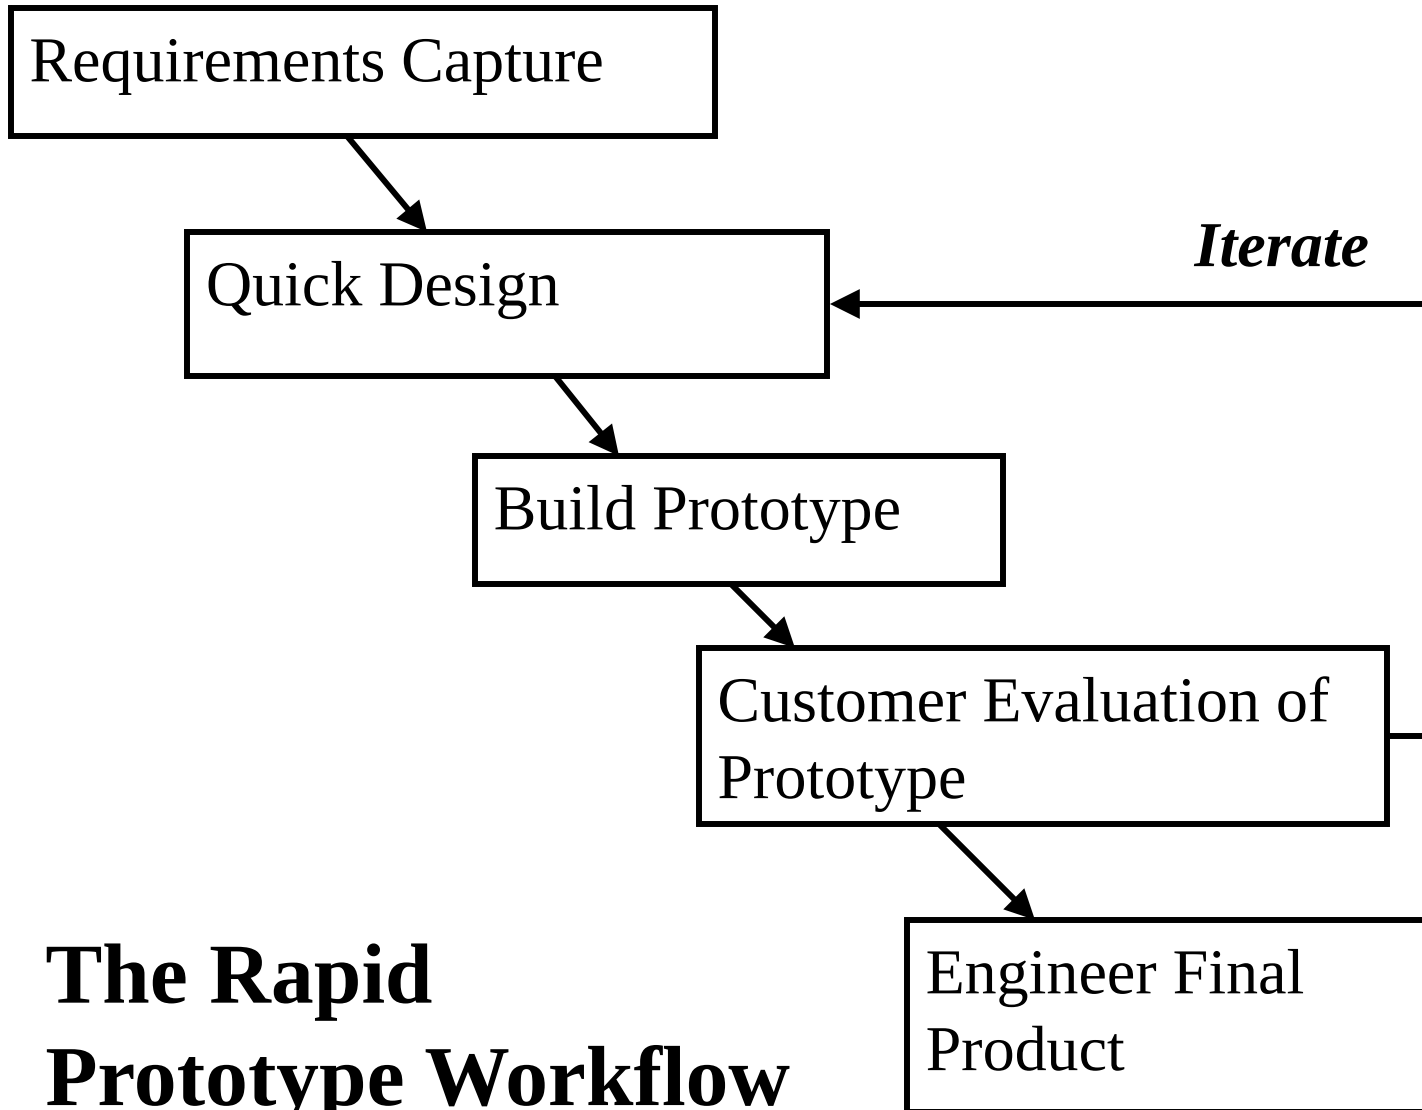 Requirements Capture
Iterate
Quick Design
Build Prototype
Customer Evaluation of
Prototype
Engineer Final
Product
The Rapid
Prototype Workflow